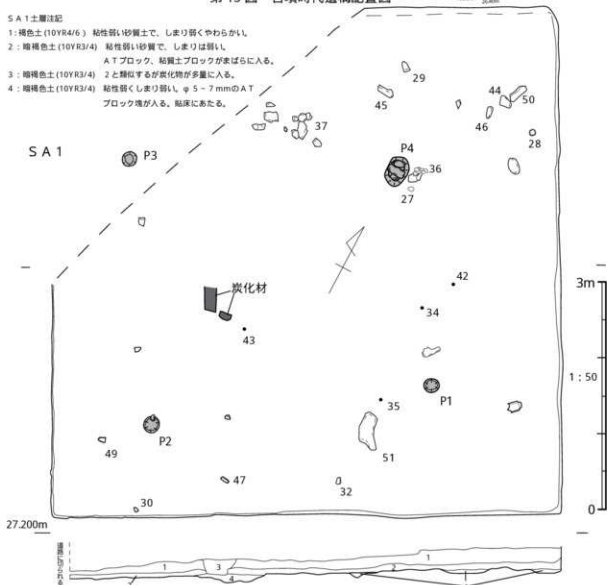 第15図 古墳時代遺構配置図
SA1土層注記
1:褐色土(10YR4/6) 粘性弱い砂質土で、しまり弱くやわらかい。
2:暗褐色土(10YR3/4) 粘性弱い砂質で、しまりは弱い。
ATブロック、粘質土ブロックがまばらに入る。
3:暗褐色土(10YR3/4) 2と類似するが炭化物が多量に入る。
4:暗褐色土(10YR3/4) 粘性弱くしまり弱い。φ5~7mmのAT
ブロック塊が入る。貼床にあたる。
SA1
29
45
44
50
46
28
37
P3
P4
36
27
炭化材
43
42
34
3m
1:50
0
35
P1
P2
49
51
47
32
30
27.200m
道路に切られる
1
3
4
2
1